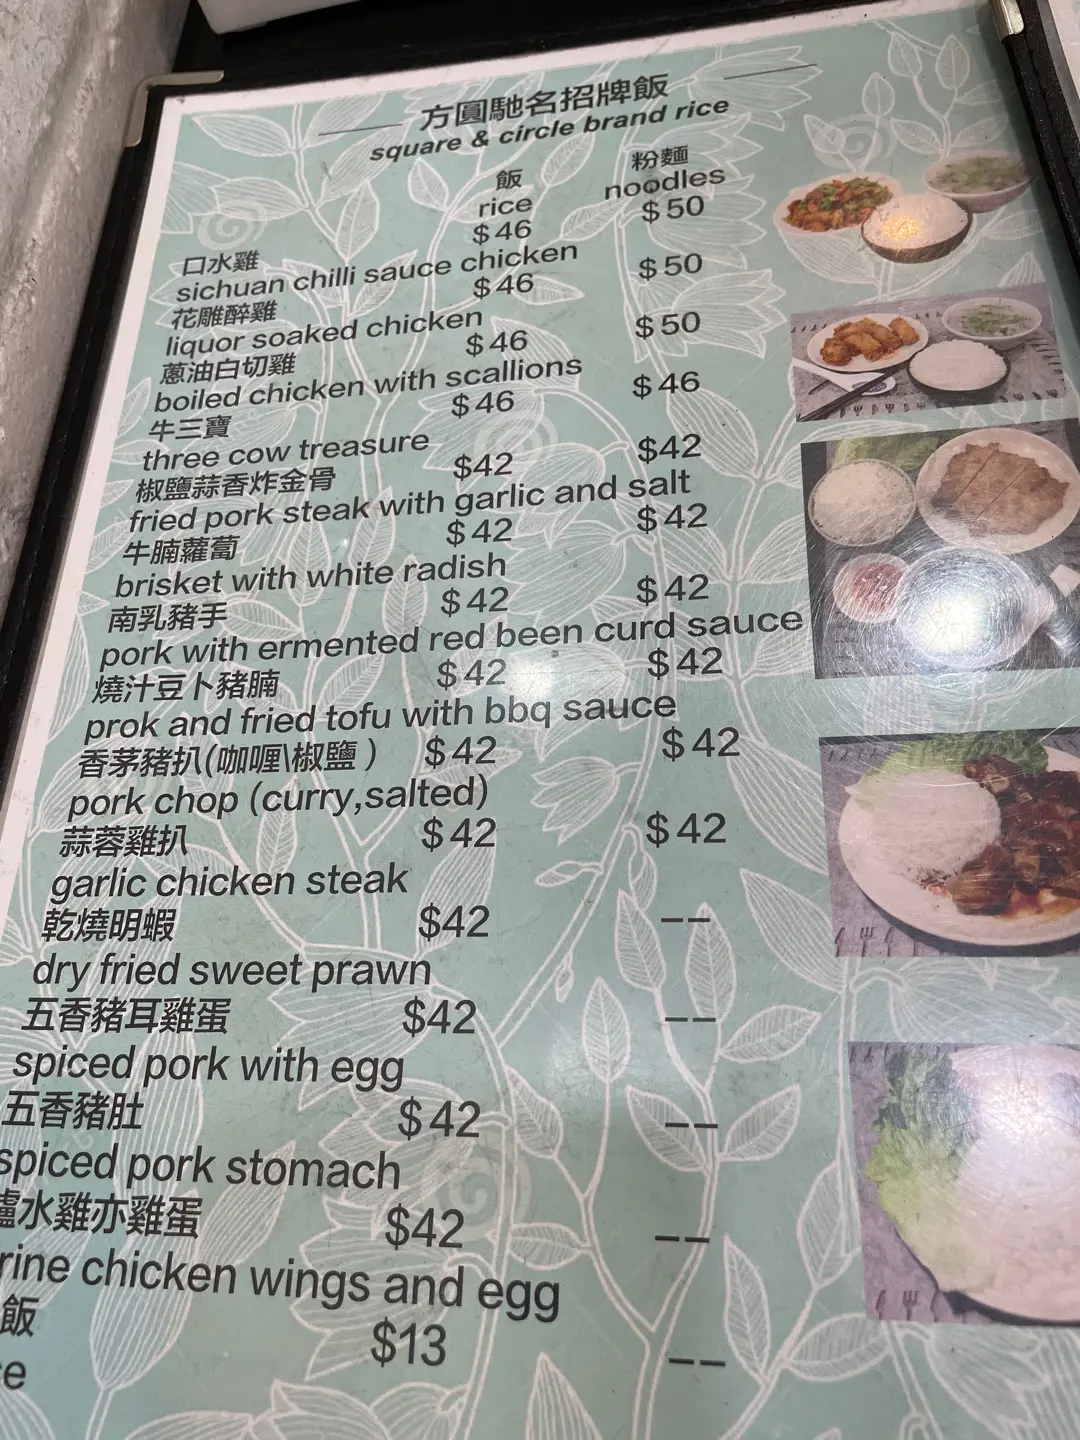 方圓馳名招牌飯
square & circle brand rice
飯 粉麵
rice noodles
口水雞 $46 $50
sichuan chilli sauce chicken
花雕醉雞 $46 $50
liquor soaked chicken
蔥油白切雞 $46 $50
boiled chicken with scallions
牛三寶 $46 $46
three cow treasure
椒鹽蒜香炸金骨 $42 $42
fried pork steak with garlic and salt
牛腩蘿蔔 $42 $42
brisket with white radish
南乳豬手 $42 $42
pork with ermented red been curd sauce
燒汁豆卜豬腩 $42 $42
prok and fried tofu with bbq sauce
香茅豬扒(咖喱\椒鹽) $42 $42
pork chop (curry,salted)
蒜蓉雞扒 $42 $42
garlic chicken steak
乾燒明蝦 $42 --
dry fried sweet prawn
五香豬耳雞蛋 $42 --
spiced pork with egg
五香豬肚 $42 --
spiced pork stomach
水雞亦雞蛋 $42 --
rine chicken wings and egg
飯 $13 --